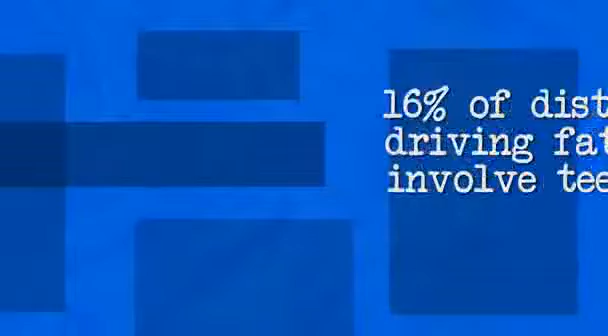 16% of dist
driving fat
involve tee